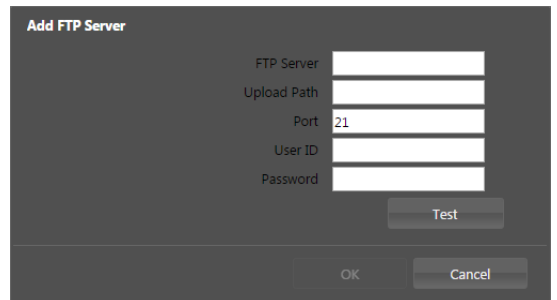 Add FTP Server
FTP Server
Upload Path
Port 21
User ID
Password
Test
OK Cancel